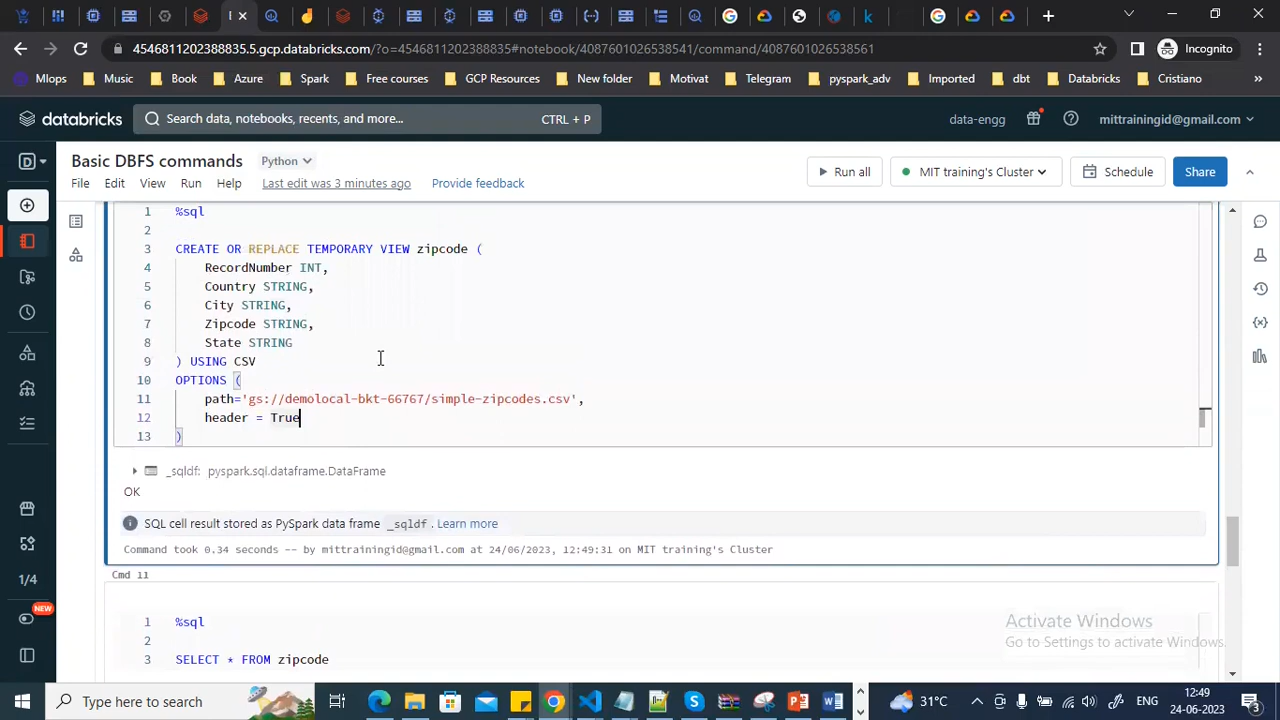 4546811202388835.5.gcp.databricks.com/?o=4546811202388835#notebook/4087601026538541/command/4087601026538561
Incognito
Mlops Music Book Azure Spark Free courses GCP Resources New folder Motivat Telegram pyspark_adv Imported dbt Databricks Cristiano »
databricks Search data, notebooks, recents, and more... CTRL + P data-engg mittrainingid@gmail.com
D Basic DBFS commands Python
Run all MIT training's Cluster Schedule Share
File Edit View Run Help Last edit was 3 minutes ago Provide feedback
1 %sql
2
3 CREATE OR REPLACE TEMPORARY VIEW zipcode (
4 RecordNumber INT,
5 Country STRING,
6 City STRING,
7 Zipcode STRING,
8 State STRING
9 ) USING CSV
10 OPTIONS (
11 path='gs://demolocal-bkt-66767/simple-zipcodes.csv',
12 header = True
13 )
_sqldf: pyspark.sql.dataframe.DataFrame
OK
SQL cell result stored as PySpark data frame _sqldf. Learn more
Command took 0.34 seconds -- by mittrainingid@gmail.com at 24/06/2023, 12:49:31 on MIT training's Cluster
Cmd 11
1/4
NEW
1 %sql
2
3 SELECT * FROM zipcode
Activate Windows
Go to Settings to activate Windows.
Type here to search
31°C
ENG
12:49
24-06-2023
3